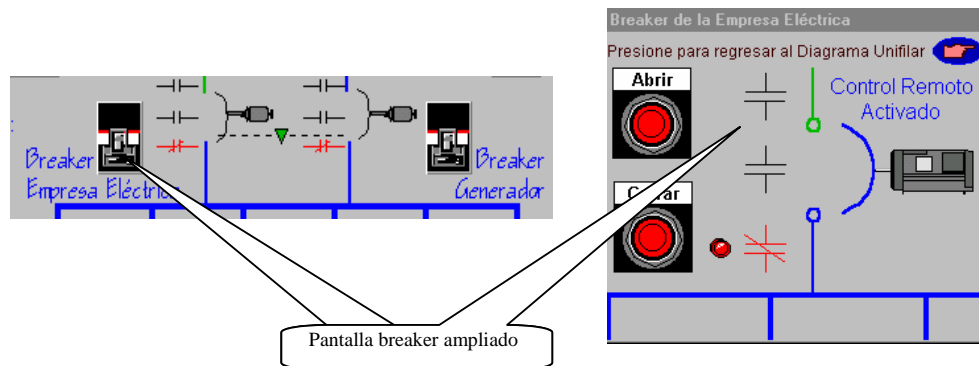 Breaker
Empresa Eléctrica
Breaker
Generador
Breaker de la Empresa Eléctrica
Presione para regresar al Diagrama Unifilar
Abrir
Control Remoto
Activado
Pantalla breaker ampliado